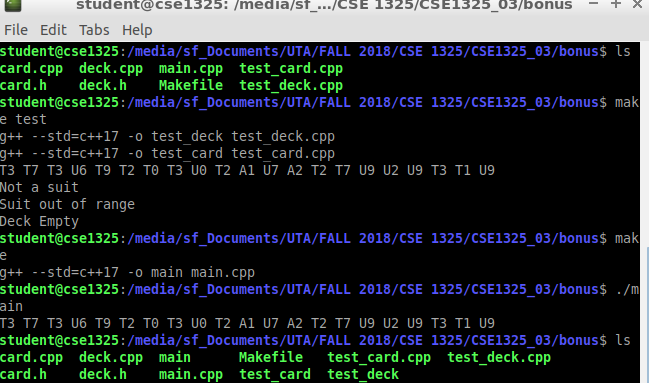 student@cse1325: /media/sf_.../CSE 1325/CSE1325_03/bonus
File Edit Tabs Help
student@cse1325:/media/sf_Documents/UTA/FALL 2018/CSE 1325/CSE1325_03/bonus$ ls
card.cpp deck.cpp main.cpp test_card.cpp
card.h deck.h Makefile test_deck.cpp
student@cse1325:/media/sf_Documents/UTA/FALL 2018/CSE 1325/CSE1325_03/bonus$ mak
e test
g++ --std=c++17 -o test_deck test_deck.cpp
g++ --std=c++17 -o test_card test_card.cpp
T3 T7 T3 U6 T9 T2 T0 T3 U0 T2 A1 U7 A2 T2 T7 U9 U2 U9 T3 T1 U9
Not a suit
Suit out of range
Deck Empty
student@cse1325:/media/sf_Documents/UTA/FALL 2018/CSE 1325/CSE1325_03/bonus$ mak
e
g++ --std=c++17 -o main main.cpp
student@cse1325:/media/sf_Documents/UTA/FALL 2018/CSE 1325/CSE1325_03/bonus$ ./m
ain
T3 T7 T3 U6 T9 T2 T0 T3 U0 T2 A1 U7 A2 T2 T7 U9 U2 U9 T3 T1 U9
student@cse1325:/media/sf_Documents/UTA/FALL 2018/CSE 1325/CSE1325_03/bonus$ ls
card.cpp deck.cpp main Makefile test_card.cpp test_deck.cpp
card.h deck.h main.cpp test_card test_deck